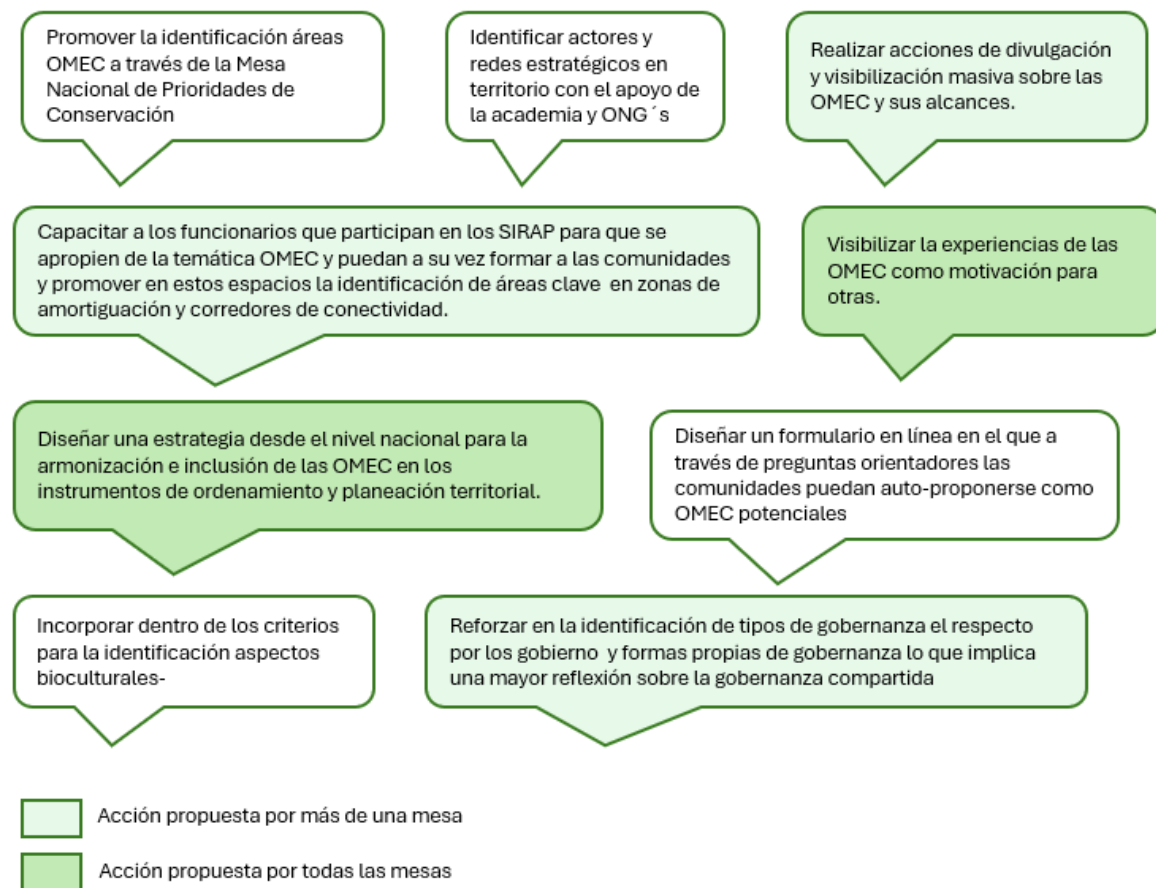 Promover la identificación áreas
OMEC a través de la Mesa
Nacional de Prioridades de
Conservación
Identificar actores y
redes estratégicos en
territorio con el apoyo de
la academia y ONG ´s
Realizar acciones de divulgación
y visibilización masiva sobre las
OMEC y sus alcances.
Capacitar a los funcionarios que participan en los SIRAP para que se
apropien de la temática OMEC y puedan a su vez formar a las comunidades
y promover en estos espacios la identificación de áreas clave en zonas de
amortiguación y corredores de conectividad.
Visibilizar la experiencias de las
OMEC como motivación para
otras.
Diseñar una estrategia desde el nivel nacional para la
armonización e inclusión de las OMEC en los
instrumentos de ordenamiento y planeación territorial.
Diseñar un formulario en línea en el que a
través de preguntas orientadores las
comunidades puedan auto-proponerse como
OMEC potenciales
Incorporar dentro de los criterios
para la identificación aspectos
bioculturales-
Reforzar en la identificación de tipos de gobernanza el respecto
por los gobierno y formas propias de gobernanza lo que implica
una mayor reflexión sobre la gobernanza compartida
Acción propuesta por más de una mesa
Acción propuesta por todas las mesas